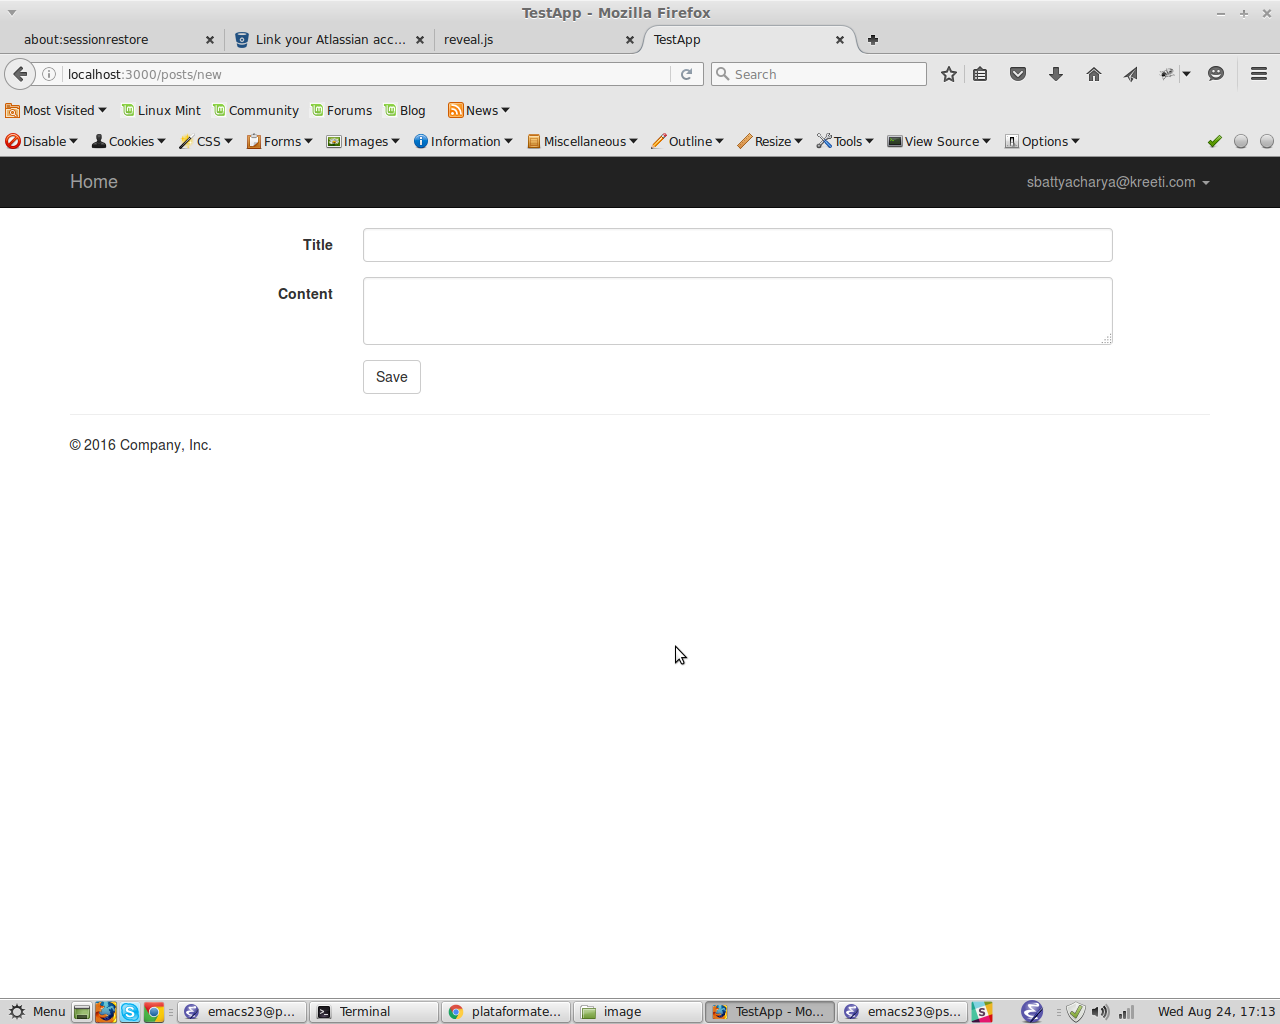 TestApp - Mozilla Firefox
about:sessionrestore
Link your Atlassian acc...
reveal.js
TestApp
localhost:3000/posts/new
Search
Most Visited
Linux Mint
Community
Forums
Blog
News
Disable
Cookies
CSS
Forms
Images
Information
Miscellaneous
Outline
Resize
Tools
View Source
Options
Home
sbattyacharya@kreeti.com
Title
Content
Save
© 2016 Company, Inc.
Menu
emacs23@p...
Terminal
plataformate...
image
TestApp - Mo...
emacs23@ps...
Wed Aug 24, 17:13